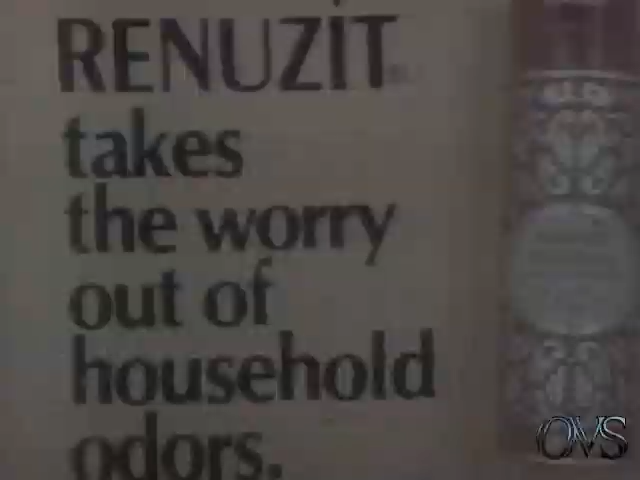 RENUZIT®
takes
the worry
out of
household
odors.
OVS